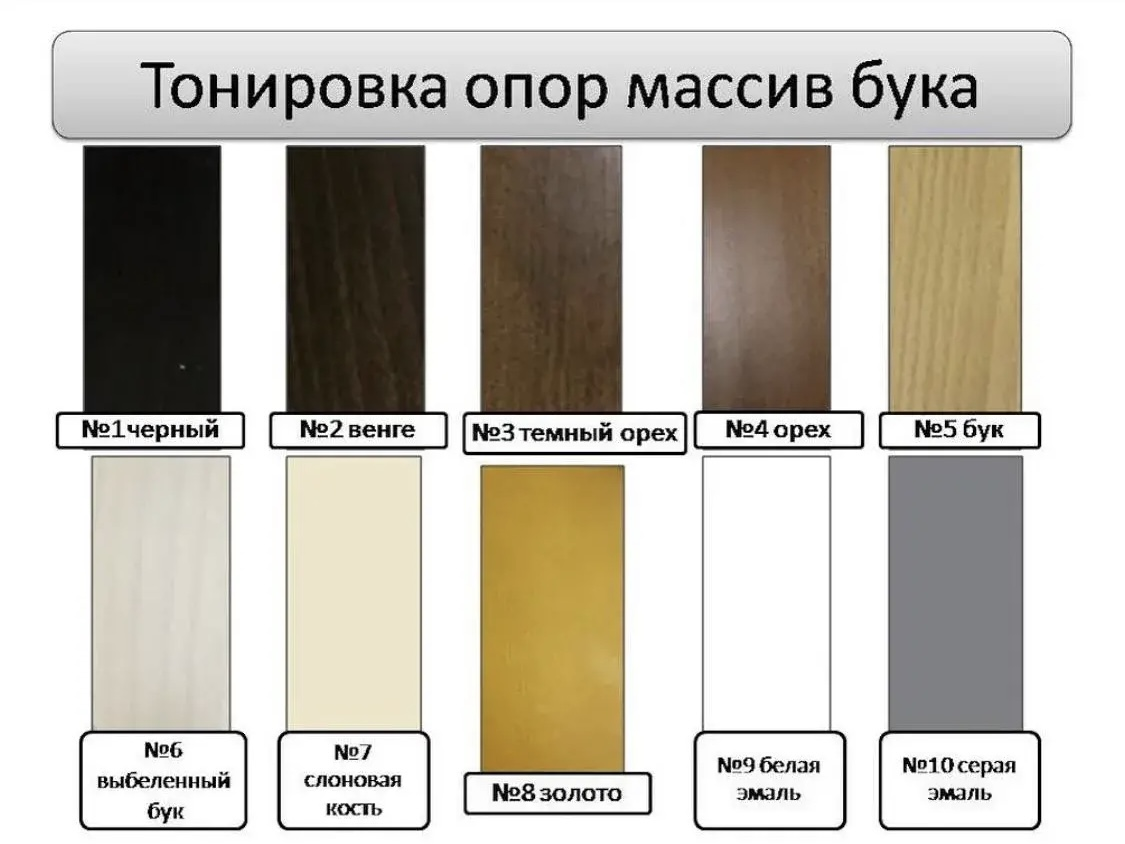 Тонировка опор массив бука
№1черный
№2 венге
№3 темный орех
№4 орех
№5 бук
№6
выбеленный
бук
№7
слоновая
кость
№8 золото
№9 белая
эмаль
№10 серая
эмаль